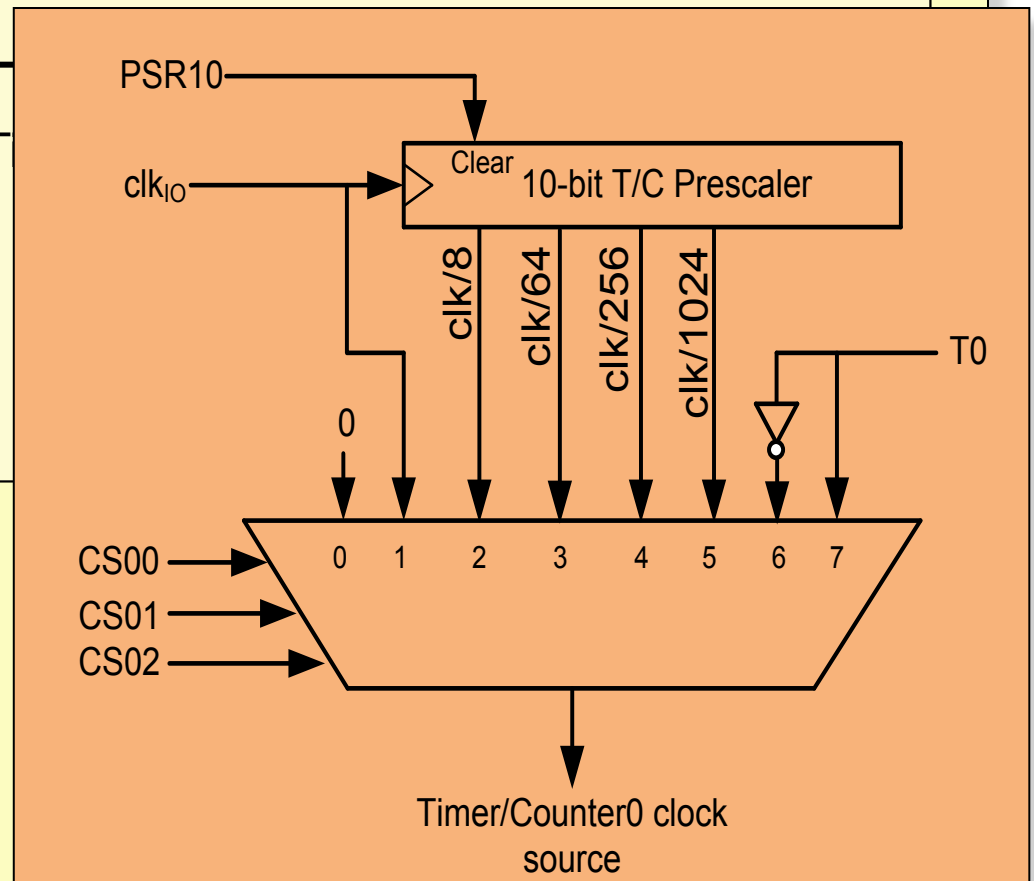 PSR10
Clear
10-bit T/C Prescaler
clkIO
clk/8
clk/64
clk/256
clk/1024
T0
0
0 1 2 3 4 5 6 7
CS00
CS01
CS02
Timer/Counter0 clock
source